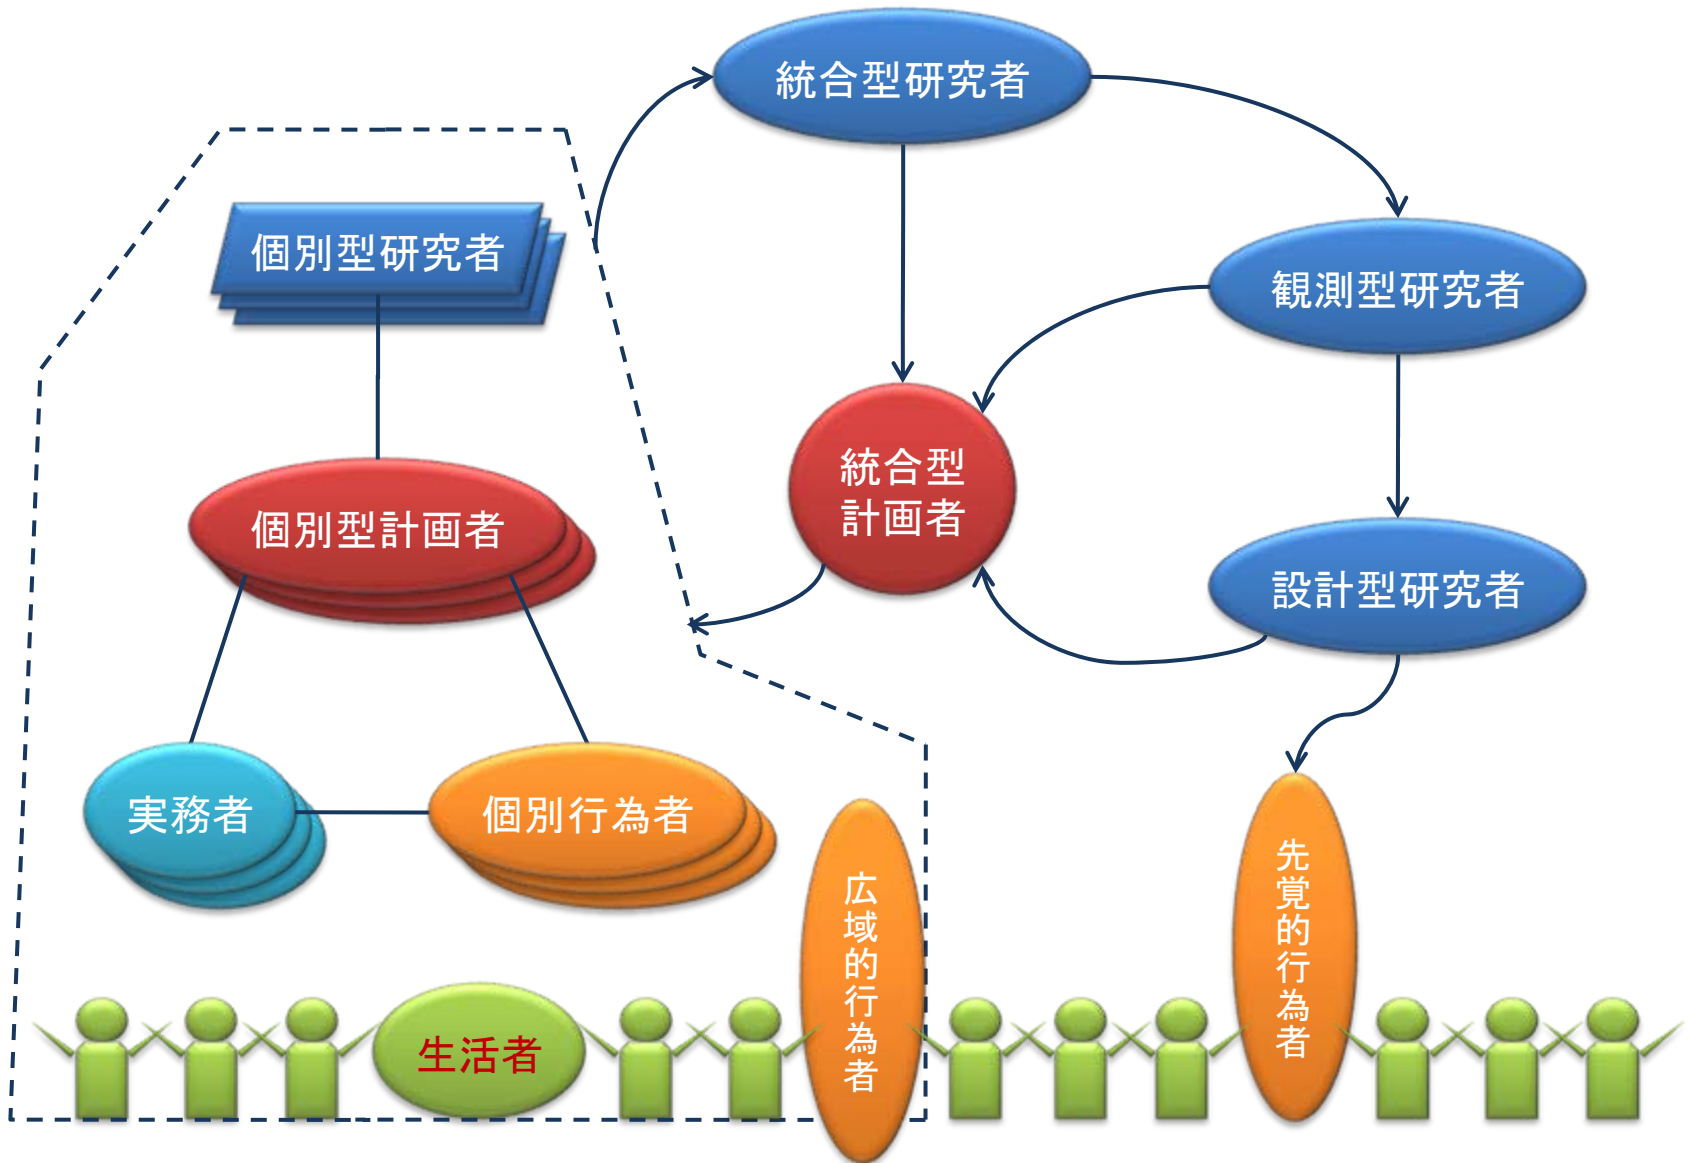 統合型研究者
個別型研究者
観測型研究者
統合型
計画者
個別型計画者
設計型研究者
実務者
個別行為者
広域的行為者
先覚的行為者
生活者